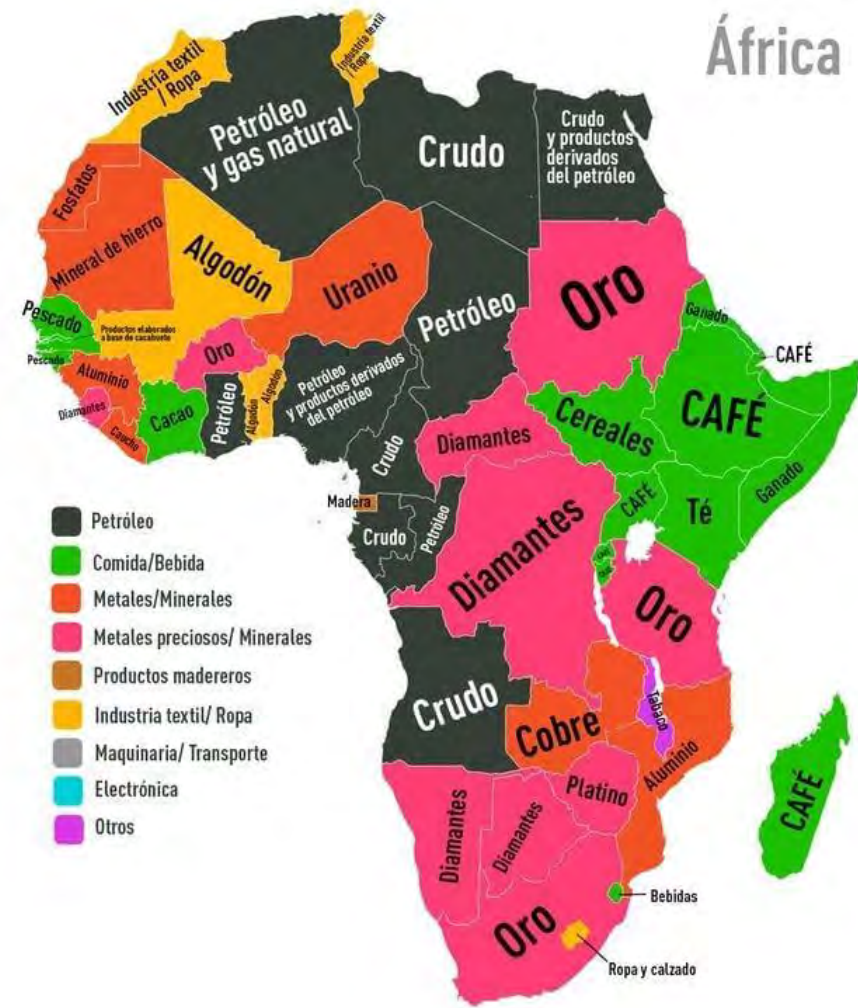 África
Industria textil
/ Ropa
Industria textil
/ Ropa
Petróleo
y gas natural
Crudo
Crudo
y productos
derivados
del petróleo
Fosfatos
Mineral de hierro
Algodón
Uranio
Petróleo
Oro
Ganado
CAFÉ
Pescado
Productos elaborados
a base de cacahuete
Pescado
Oro
Aluminio
Diamantes
Caucho
Cacao
Petróleo
Algodón
Algodón
Petróleo
y productos derivados
del petróleo
Crudo
Diamantes
Cereales
CAFÉ
Ganado
Madera
Crudo
Petróleo
Diamantes
CAFÉ
Té
Oro
Crudo
Cobre
Tabaco
Aluminio
CAFÉ
Diamantes
Diamantes
Platino
Bebidas
Oro
Ropa y calzado
Petróleo
Comida/Bebida
Metales/Minerales
Metales preciosos/ Minerales
Productos madereros
Industria textil/ Ropa
Maquinaria/ Transporte
Electrónica
Otros